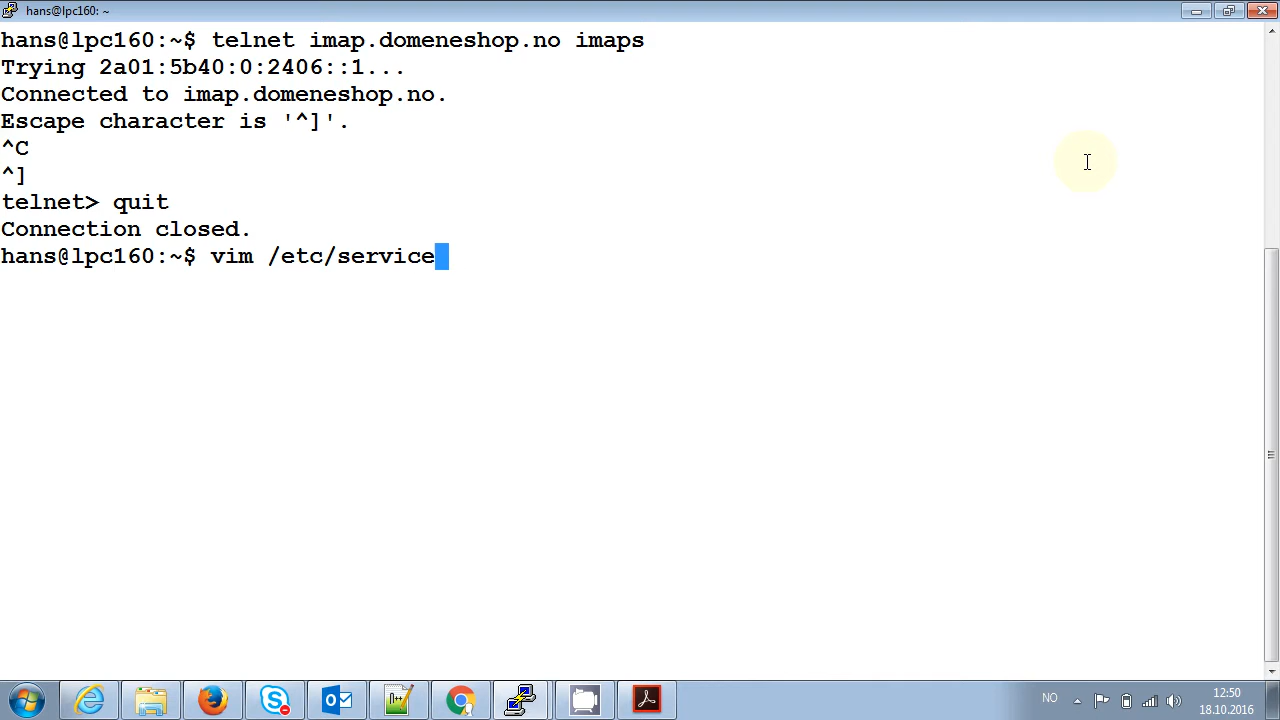 hans@lpc160: ~
hans@lpc160:~$ telnet imap.domeneshop.no imaps
Trying 2a01:5b40:0:2406::1...
Connected to imap.domeneshop.no.
Escape character is '^]'.
^C
^]
telnet> quit
Connection closed.
hans@lpc160:~$ vim /etc/service
NO
12:50
18.10.2016